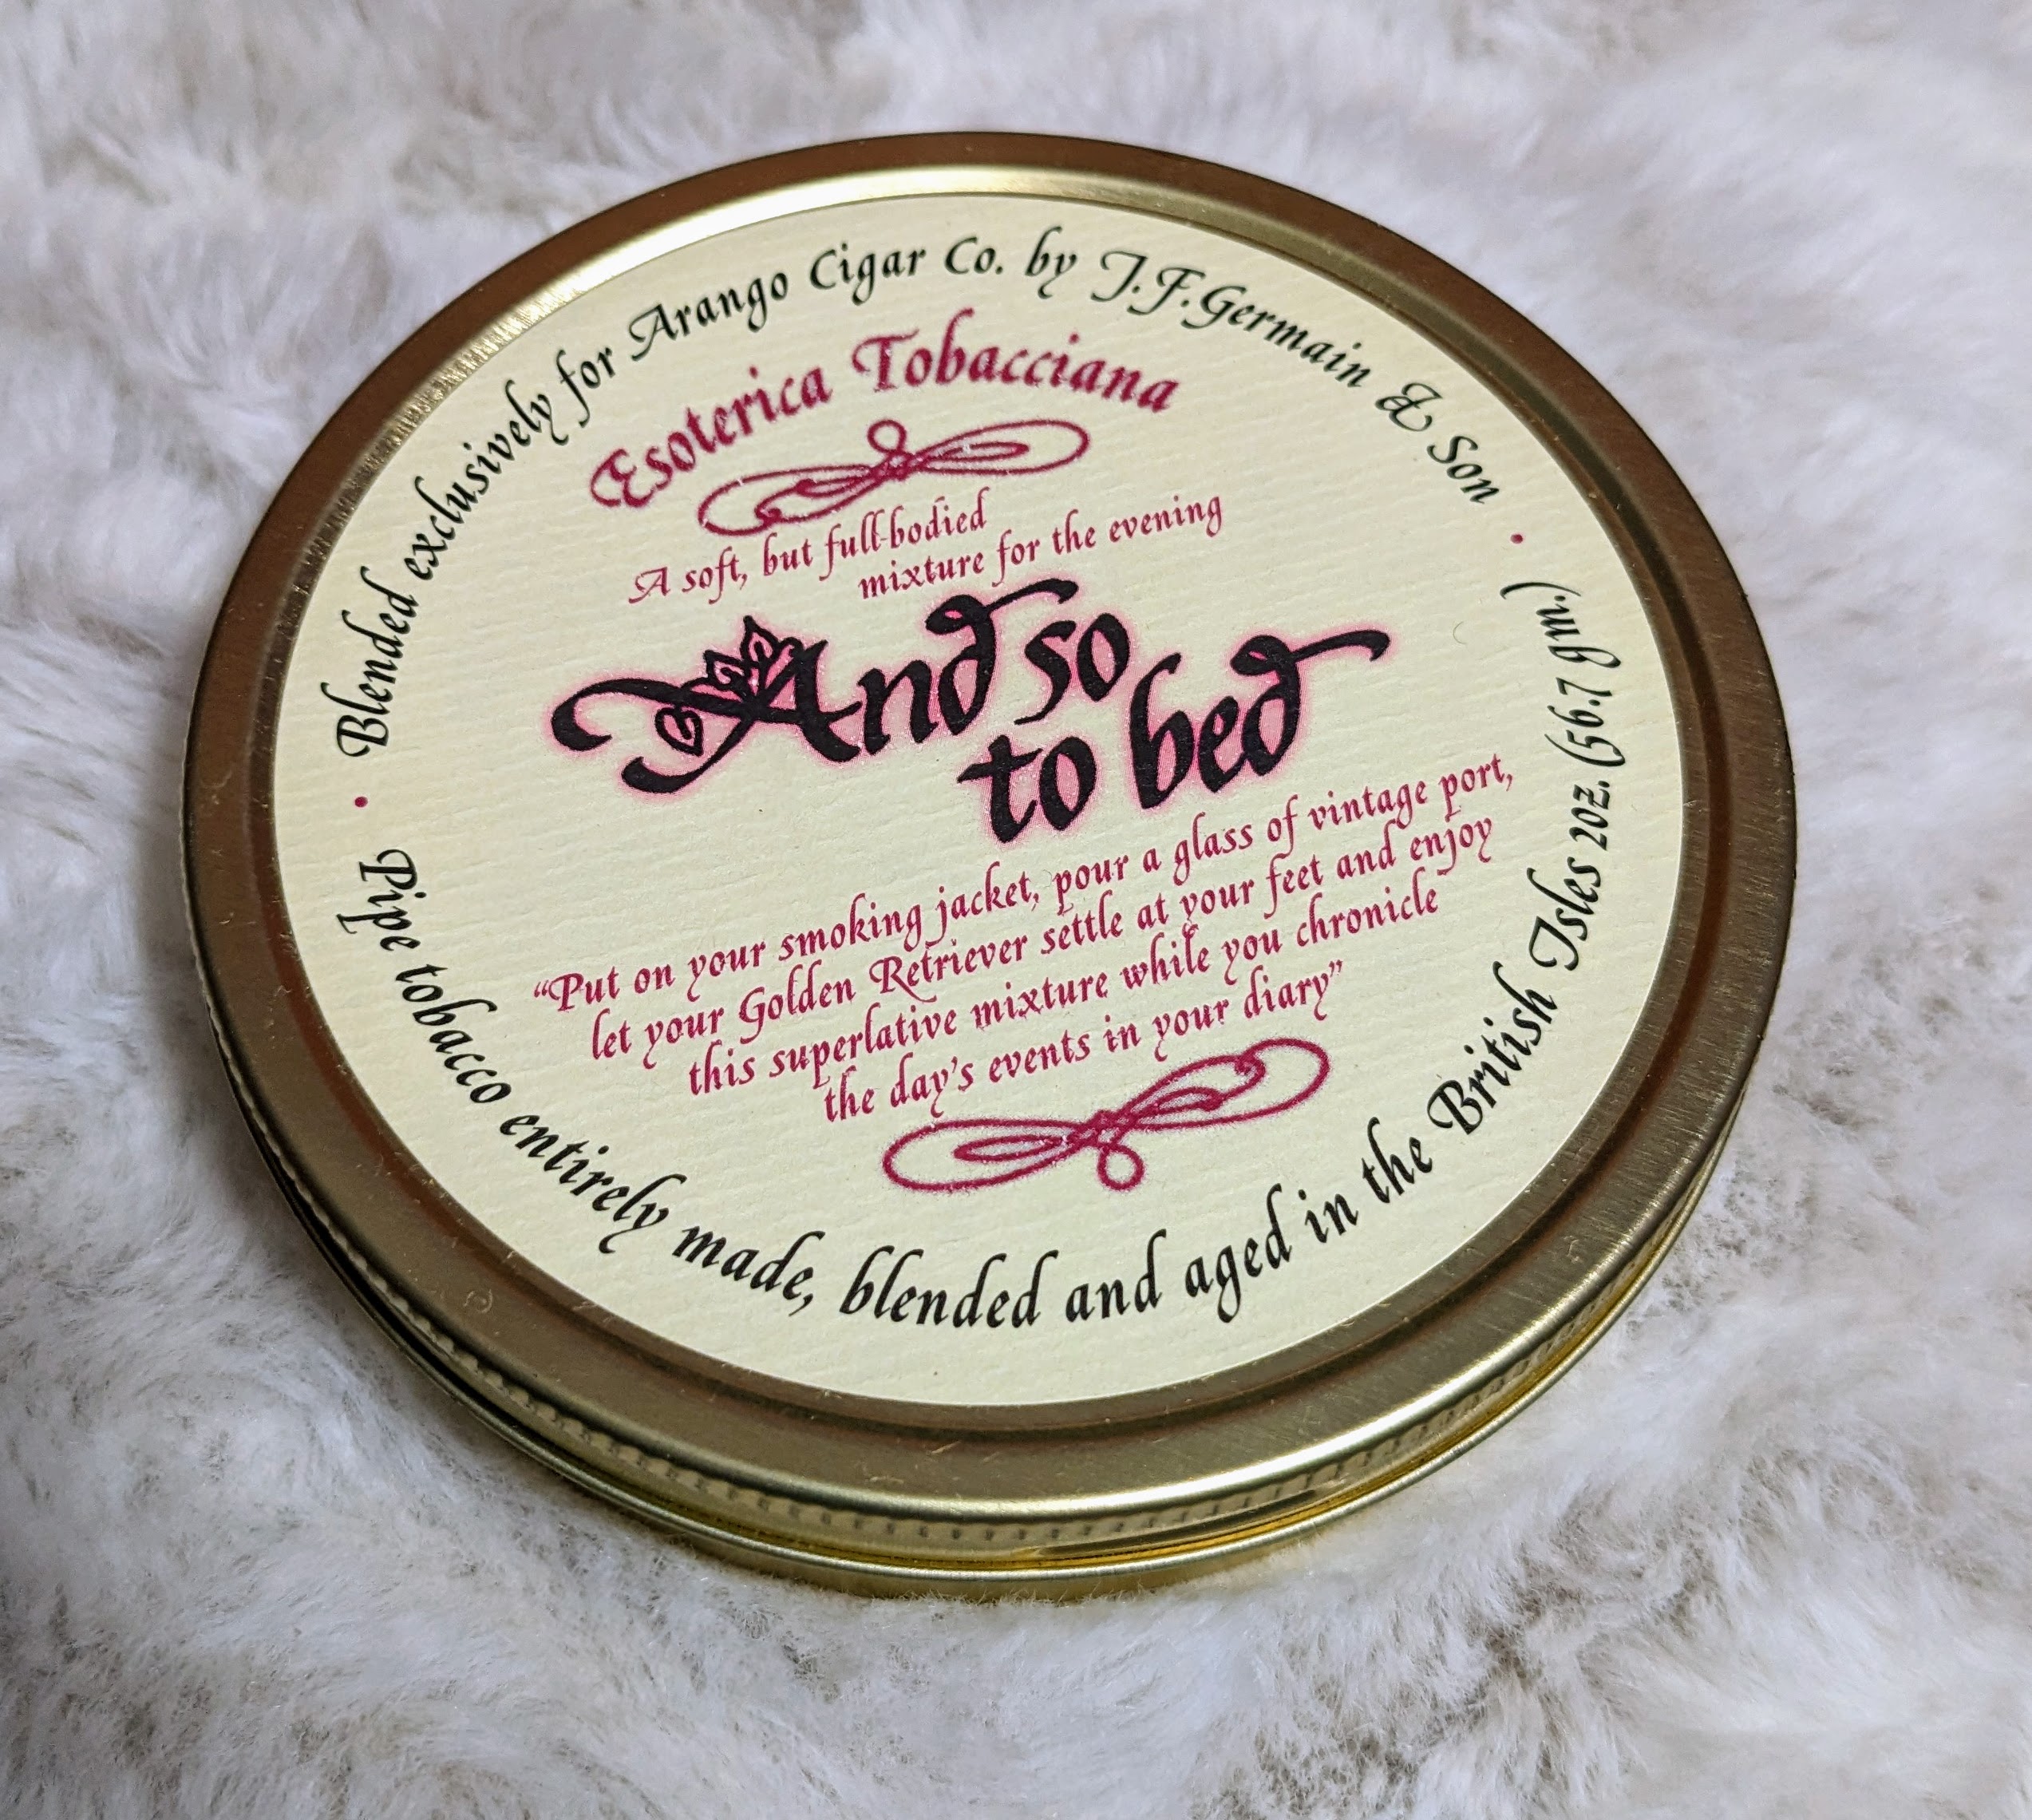 Blended exclusively for Arango Cigar Co. by J.F.Germain & Son
Esoterica Tobacciana
A soft, but full-bodied
mixture for the evening
And so
to bed
“Put on your smoking jacket, pour a glass of vintage port,
let your Golden Retriever settle at your feet and enjoy
this superlative mixture while you chronicle
the day's events in your diary”
Pipe tobacco entirely made, blended and aged in the British Isles 2oz. (56.7 gm.)